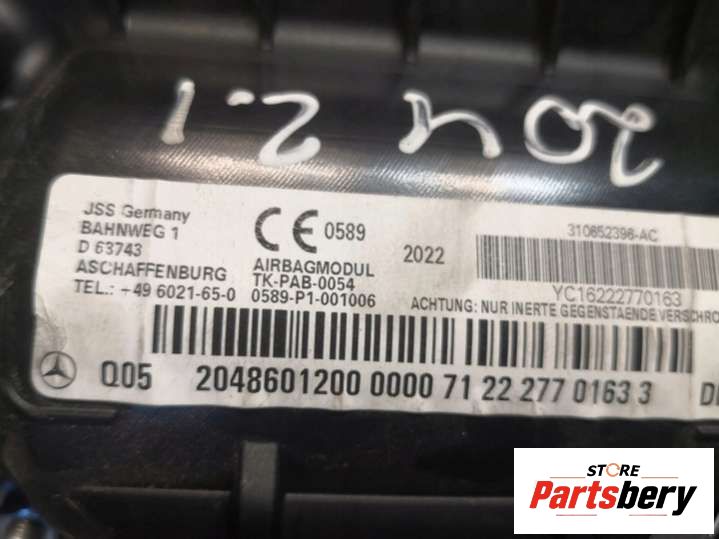 204 2-1
JSS Germany
BAHNWEG 1
D 63743
ASCHAFFENBURG
TEL.: +49 6021-65-0
CE 0589
AIRBAGMODUL
TK-PAB-0054
0589-P1-001006
2022
310652396-AC
YC16222770163
ACHTUNG: NUR INERTE GEGENSTAENDE VERSCHRO
Q05 2048601200 0000 71 22 277 0163 3
STORE
Partsbery